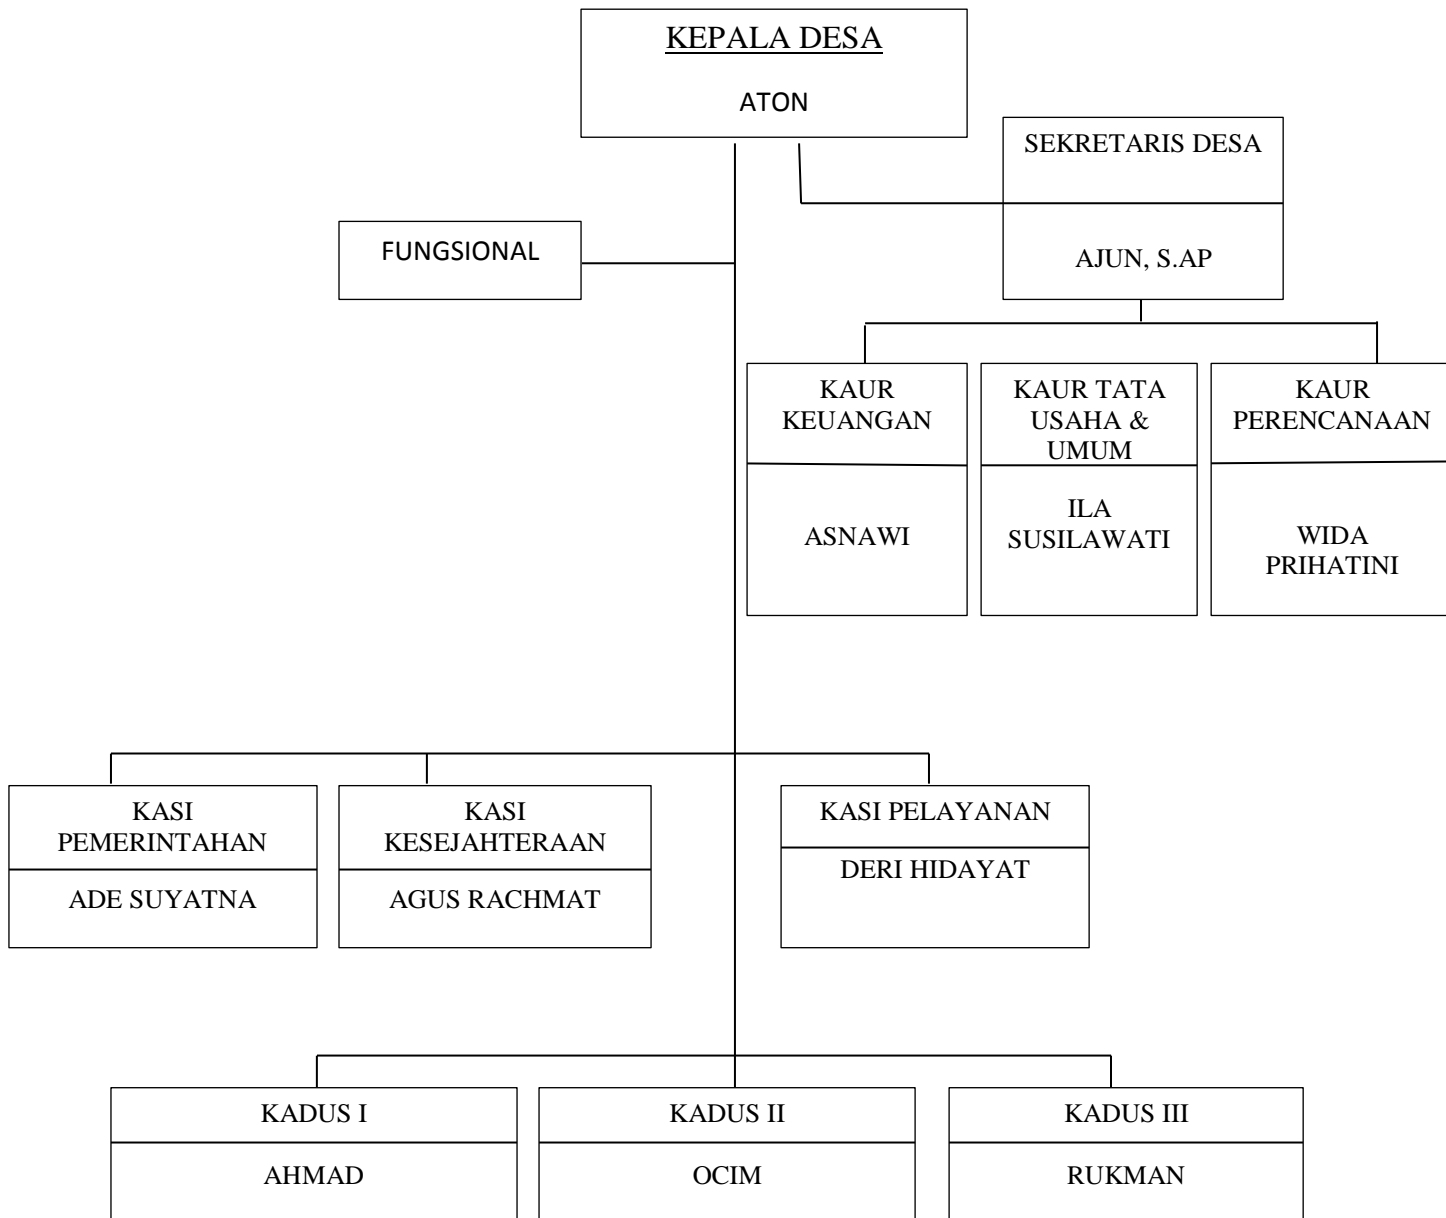 KEPALA DESA
ATON
SEKRETARIS DESA
AJUN, S.AP
FUNGSIONAL
KAUR
KEUANGAN
ASNAWI
KAUR TATA
USAHA &
UMUM
ILA
SUSILAWATI
KAUR
PERENCANAAN
WIDA
PRIHATINI
KASI
PEMERINTAHAN
ADE SUYATNA
KASI
KESEJAHTERAAN
AGUS RACHMAT
KASI PELAYANAN
DERI HIDAYAT
KADUS I
AHMAD
KADUS II
OCIM
KADUS III
RUKMAN